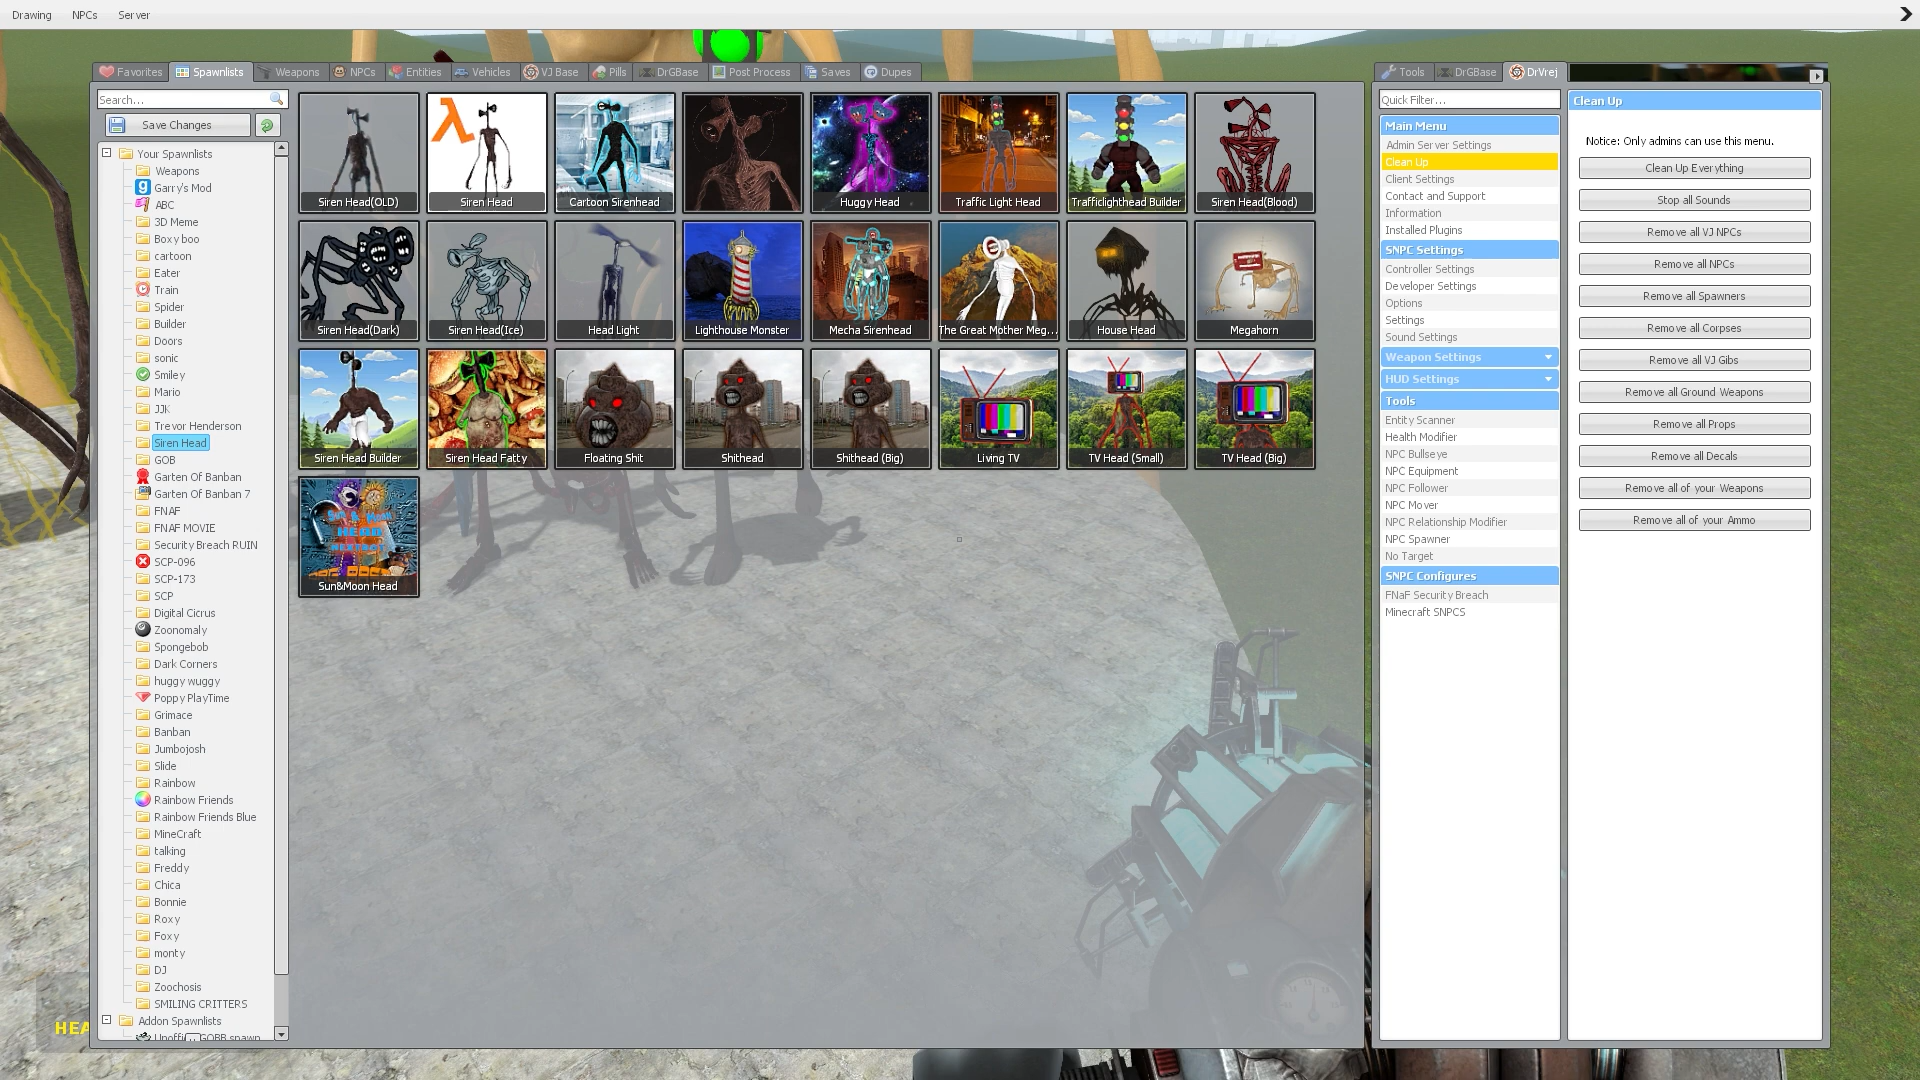 Drawing NPCs Server
Favorites Spawnlists Weapons NPCs Entities Vehicles VJ Base Pills DrGBase Post Process Saves Dupes
Search...
Save Changes
Your Spawnlists
Weapons
Garry's Mod
ABC
3D Meme
Boxy boo
cartoon
Eater
Train
Spider
Builder
Doors
sonic
Smiley
Mario
JJK
Trevor Henderson
Siren Head
GOB
Garten Of Banban
Garten Of Banban 7
FNAF
FNAF MOVIE
Security Breach RUIN
SCP-096
SCP-173
SCP
Digital Cicrus
Zoonomaly
Spongebob
Dark Corners
huggy wuggy
Poppy PlayTime
Grimace
Banban
Jumbojosh
Slide
Rainbow
Rainbow Friends
Rainbow Friends Blue
MineCraft
talking
Freddy
Chica
Bonnie
Roxy
Foxy
monty
DJ
Zoochosis
SMILING CRITTERS
Addon Spawnlists
HEA
Siren Head(OLD)
Siren Head
Cartoon Sirenhead
Huggy Head
Traffic Light Head
Trafficlighthead Builder
Siren Head(Blood)
Siren Head(Dark)
Siren Head(Ice)
Head Light
Lighthouse Monster
Mecha Sirenhead
The Great Mother Meg...
House Head
Megahorn
Siren Head Builder
Siren Head Fatty
Floating Shit
Shithead
Shithead (Big)
Living TV
TV Head (Small)
TV Head (Big)
Sun&Moon Head
Tools DrGBase DrVrej
Quick Filter...
Main Menu
Admin Server Settings
Clean Up
Client Settings
Contact and Support
Information
Installed Plugins
SNPC Settings
Controller Settings
Developer Settings
Options
Settings
Sound Settings
Weapon Settings
HUD Settings
Tools
Entity Scanner
Health Modifier
NPC Bullseye
NPC Equipment
NPC Follower
NPC Mover
NPC Relationship Modifier
NPC Spawner
No Target
SNPC Configures
FNaF Security Breach
Minecraft SNPCS
Clean Up
Notice: Only admins can use this menu.
Clean Up Everything
Stop all Sounds
Remove all VJ NPCs
Remove all NPCs
Remove all Spawners
Remove all Corpses
Remove all VJ Gibs
Remove all Ground Weapons
Remove all Props
Remove all Decals
Remove all of your Weapons
Remove all of your Ammo